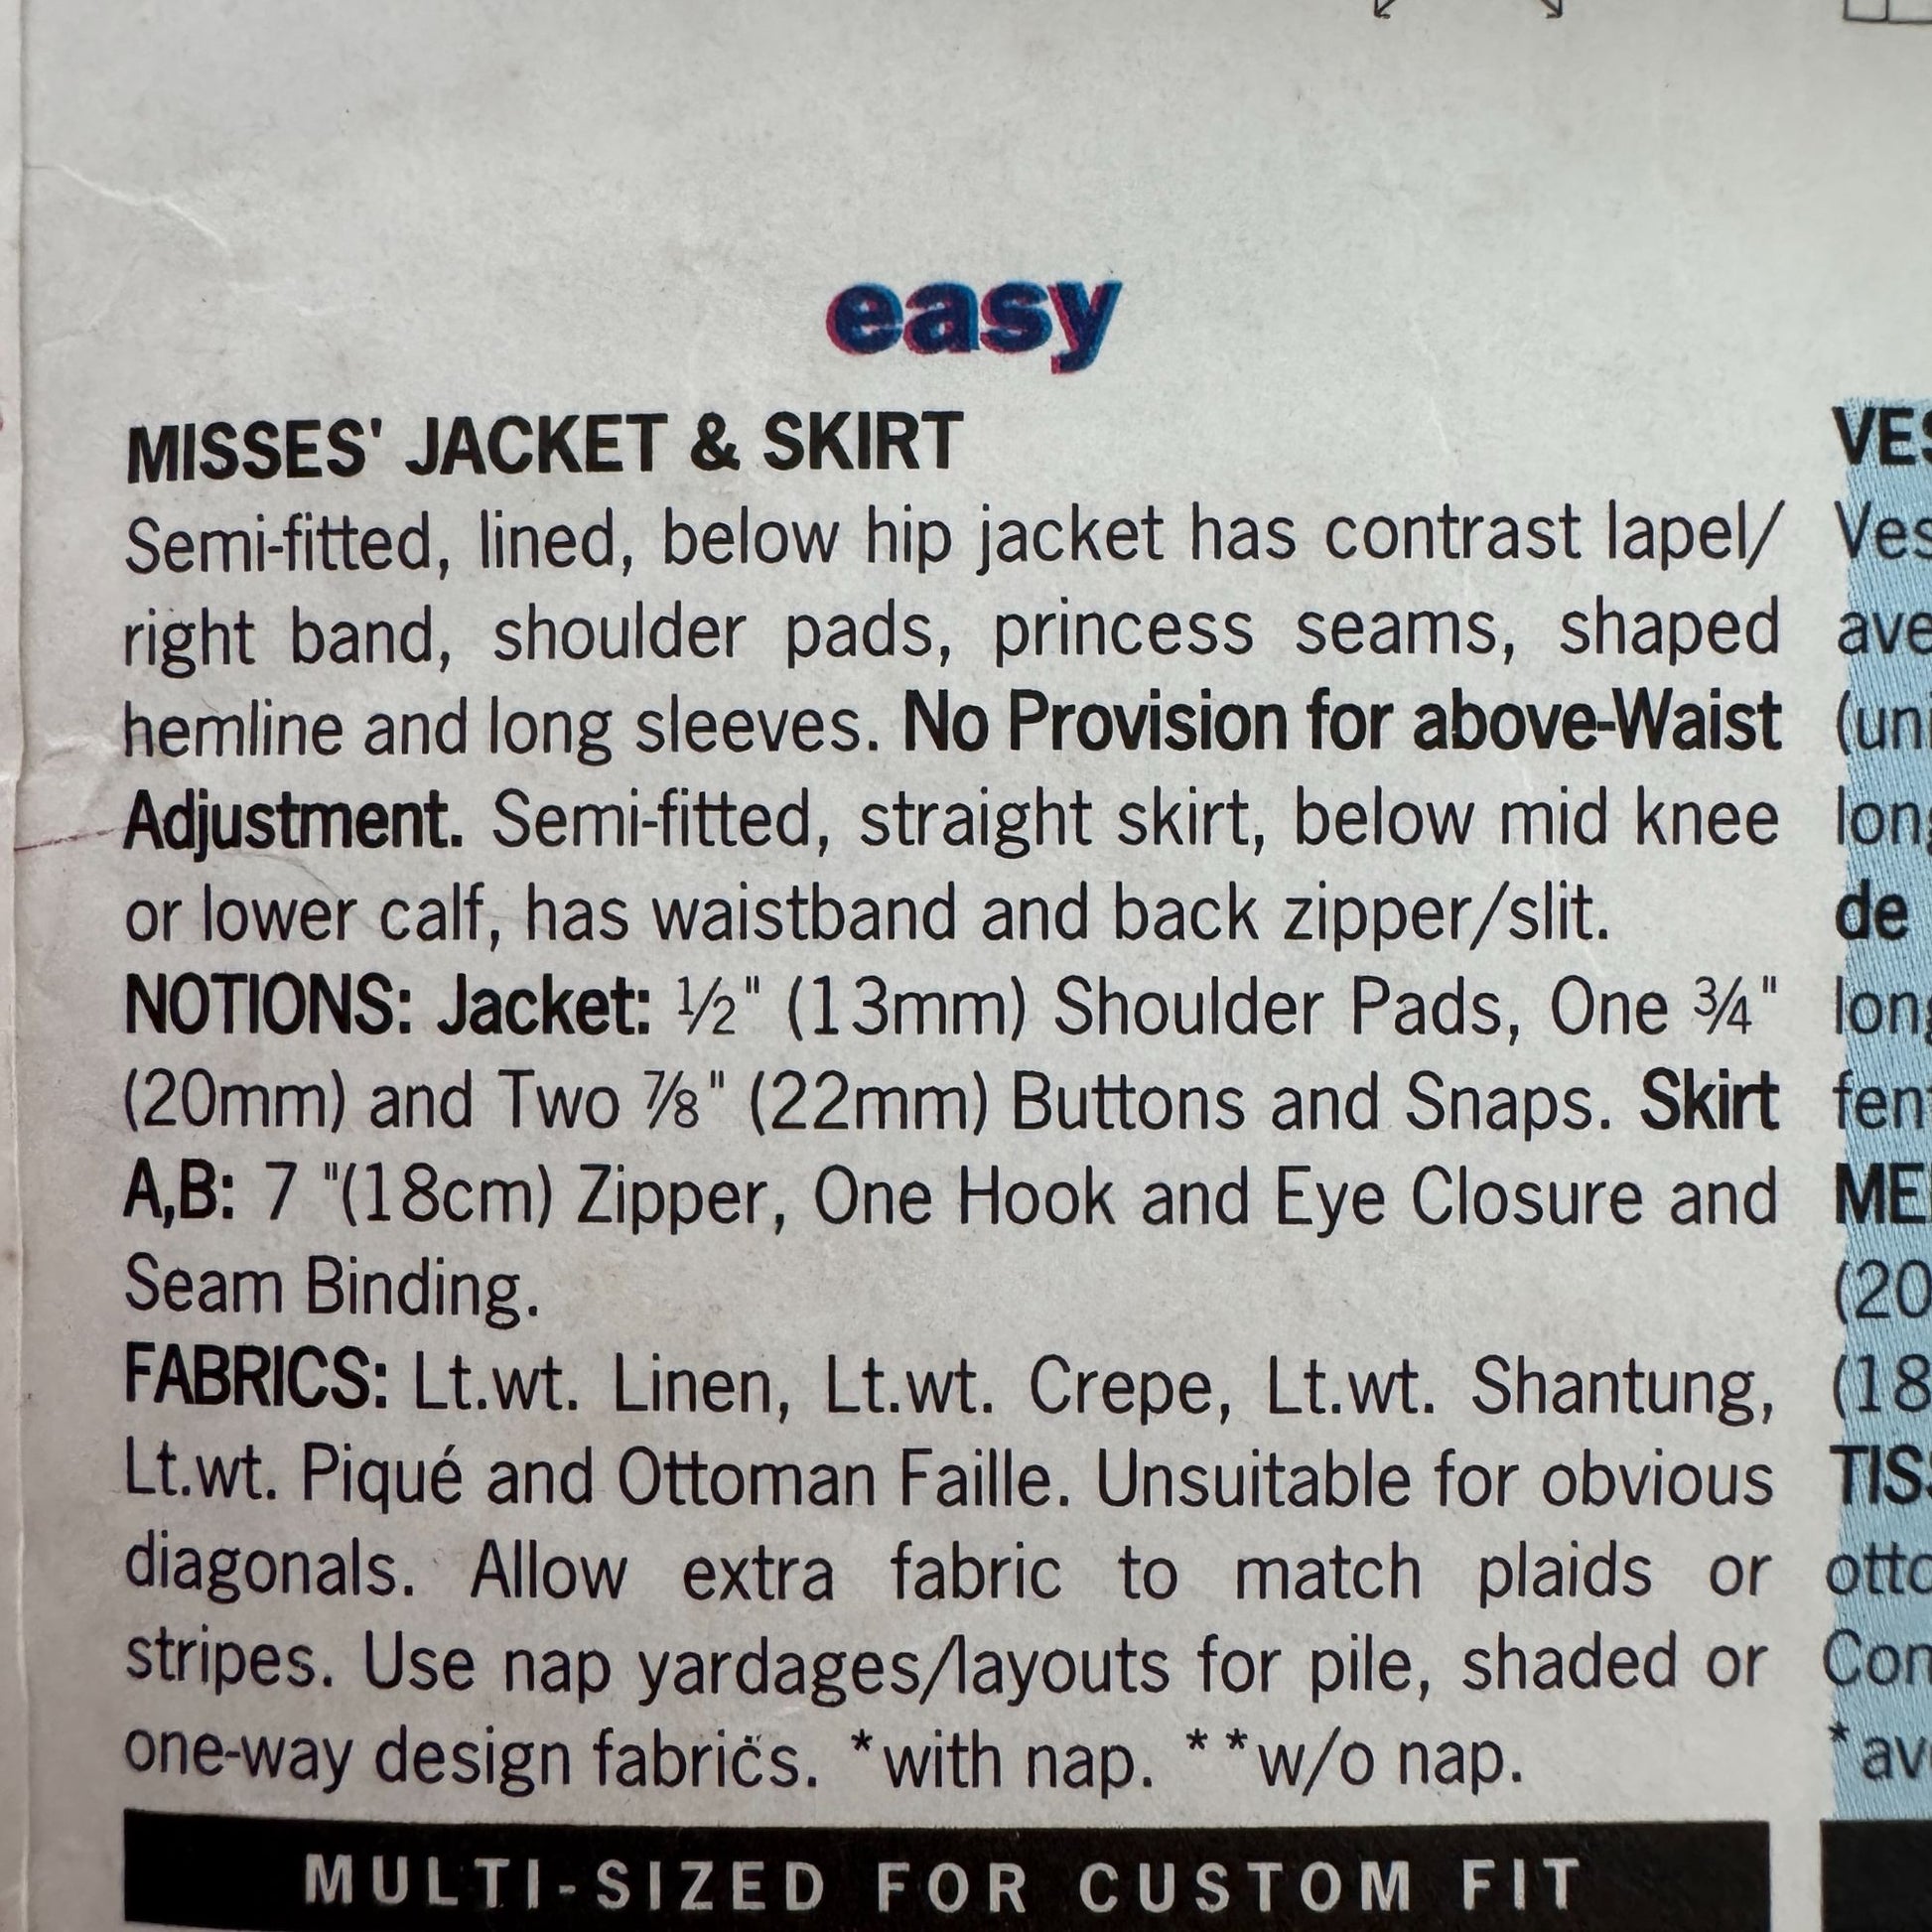 easy
MISSES' JACKET & SKIRT
Semi-fitted, lined, below hip jacket has contrast lapel/
right band, shoulder pads, princess seams, shaped
hemline and long sleeves. No Provision for above-Waist
Adjustment. Semi-fitted, straight skirt, below mid knee
or lower calf, has waistband and back zipper/slit.
NOTIONS: Jacket: ½" (13mm) Shoulder Pads, One ¾"
(20mm) and Two ⅞" (22mm) Buttons and Snaps. Skirt
A,B: 7 "(18cm) Zipper, One Hook and Eye Closure and
Seam Binding.
FABRICS: Lt.wt. Linen, Lt.wt. Crepe, Lt.wt. Shantung,
Lt.wt. Piqué and Ottoman Faille. Unsuitable for obvious
diagonals. Allow extra fabric to match plaids or
stripes. Use nap yardages/layouts for pile, shaded or
one-way design fabrics. *with nap. **w/o nap.
MULTI-SIZED FOR CUSTOM FIT
de
(20
(18